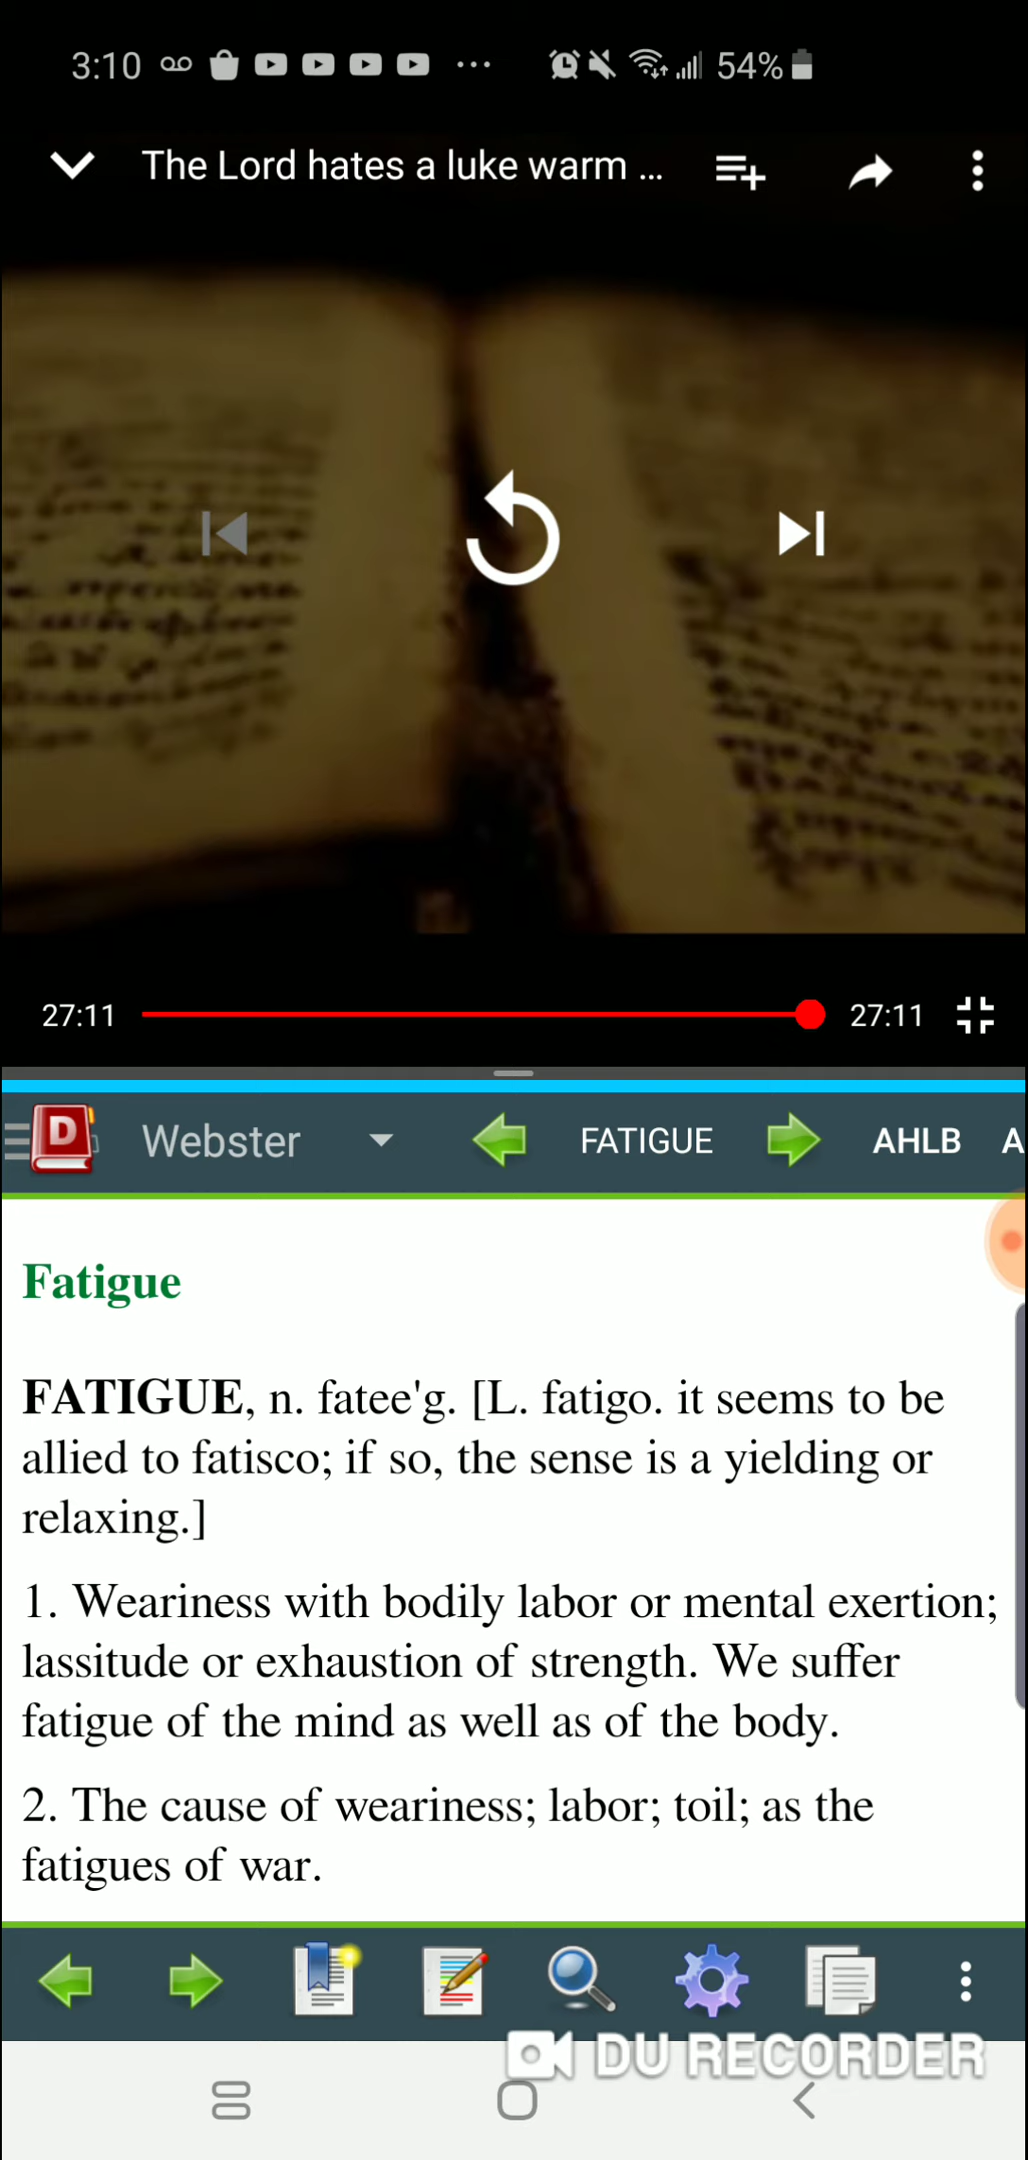 3:10 54%
The Lord hates a luke warm ...
27:11 27:11
D Webster FATIGUE AHLB A
Fatigue
FATIGUE, n. fatee'g. [L. fatigo. it seems to be
allied to fatisco; if so, the sense is a yielding or
relaxing.]
1. Weariness with bodily labor or mental exertion;
lassitude or exhaustion of strength. We suffer
fatigue of the mind as well as of the body.
2. The cause of weariness; labor; toil; as the
fatigues of war.
DU RECORDER